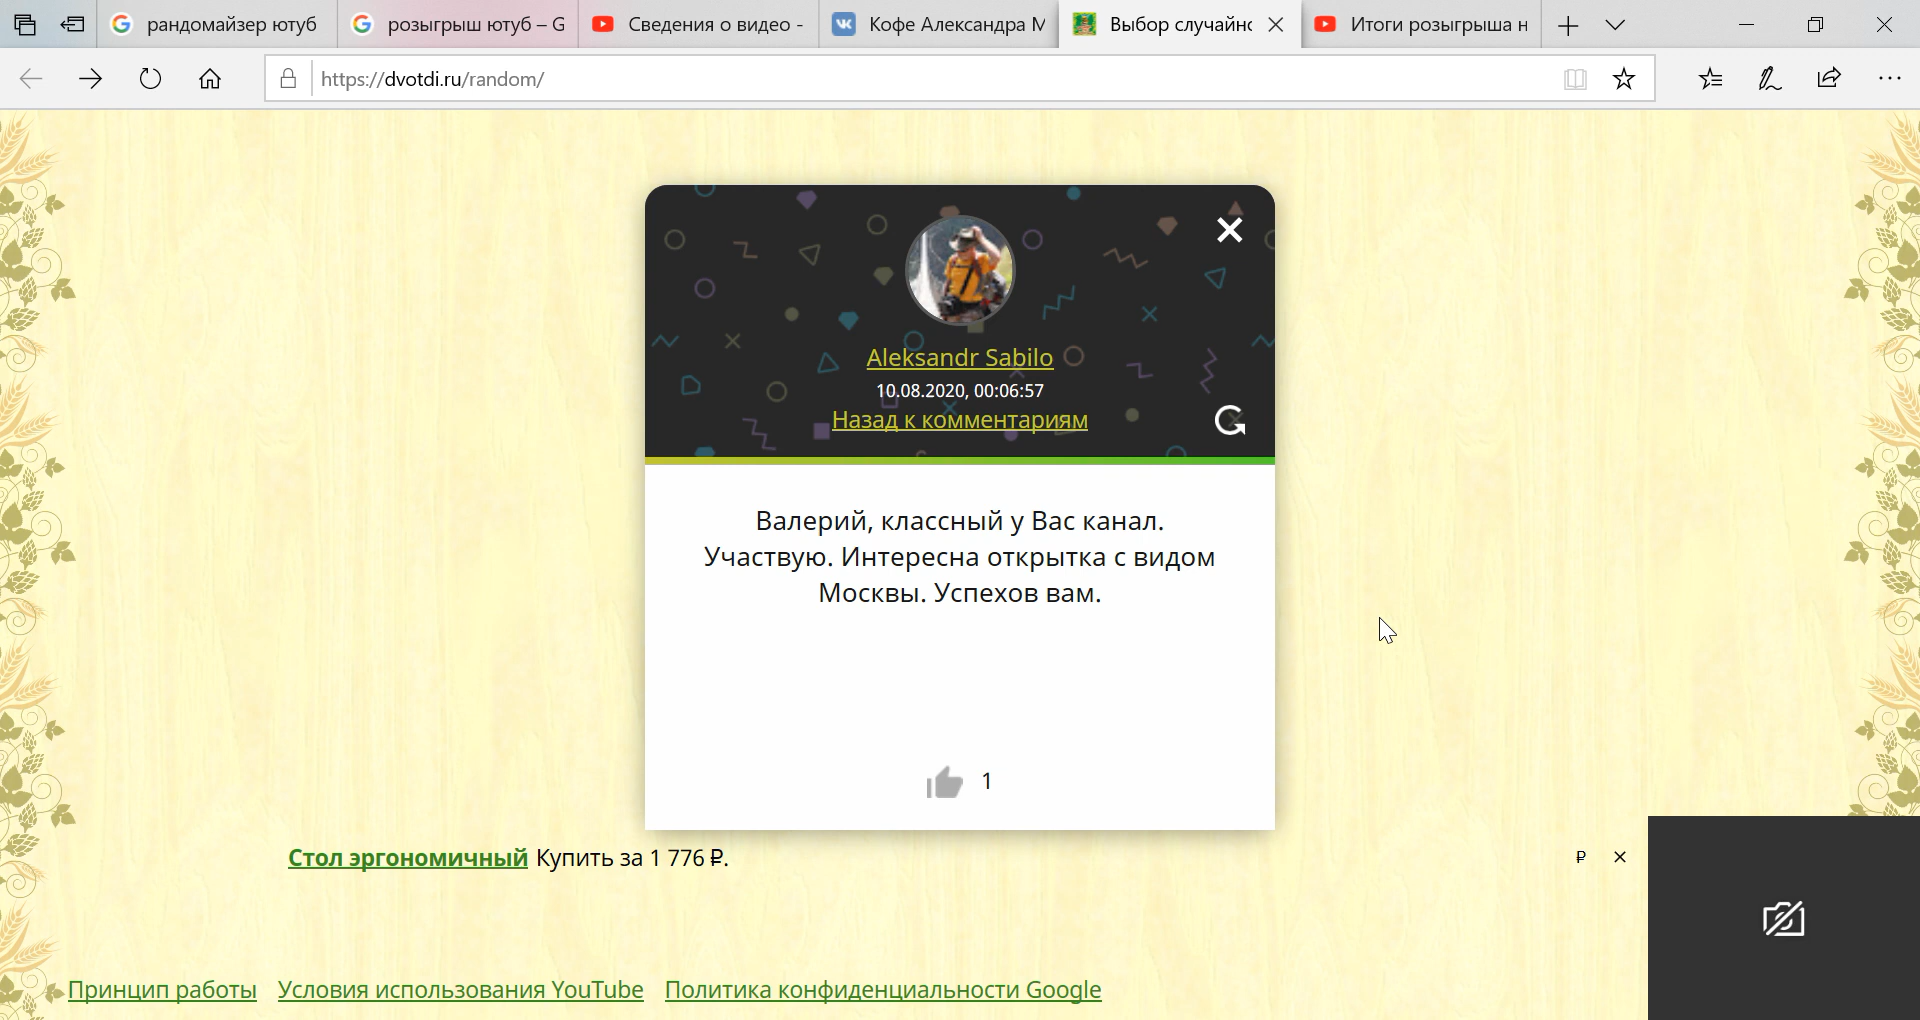 рандомайзер ютуб
розыгрыш ютуб – G
Сведения о видео -
Кофе Александра М
Выбор случайнс
Итоги розыгрыша н
https://dvotdi.ru/random/
Aleksandr Sabilo
10.08.2020, 00:06:57
Назад к комментариям
Валерий, классный у Вас канал.
Участвую. Интересна открытка с видом
Москвы. Успехов вам.
1
Стол эргономичный Купить за 1 776 ₽.
₽
Принцип работы Условия использования YouTube Политика конфиденциальности Google